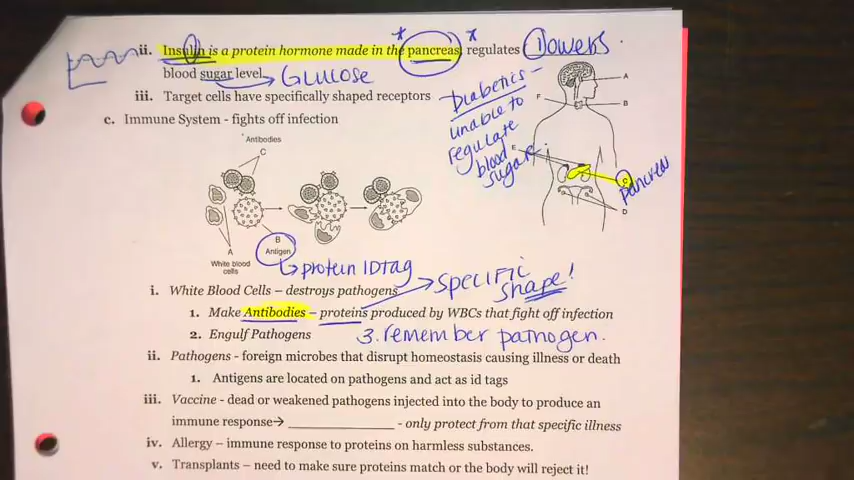 ii. Insulin is a protein hormone made in the * pancreas * regulates ① lowers.
blood sugar level → GLUCOSE
iii. Target cells have specifically shaped receptors
Diabetics -
unable to
regulate
blood
sugar.
A
F
B
E
C
pancreas
D
c. Immune System - fights off infection
Antibodies
C
A
White blood
cells
B
Antigen
↳ protein ID tag
→ SPECIFIC
shape!
i. White Blood Cells – destroys pathogens
1. Make Antibodies – proteins produced by WBCs that fight off infection
2. Engulf Pathogens
3. remember pathogen.
ii. Pathogens - foreign microbes that disrupt homeostasis causing illness or death
1. Antigens are located on pathogens and act as id tags
iii. Vaccine - dead or weakened pathogens injected into the body to produce an
immune response→ ______________ - only protect from that specific illness
iv. Allergy – immune response to proteins on harmless substances.
v. Transplants – need to make sure proteins match or the body will reject it!